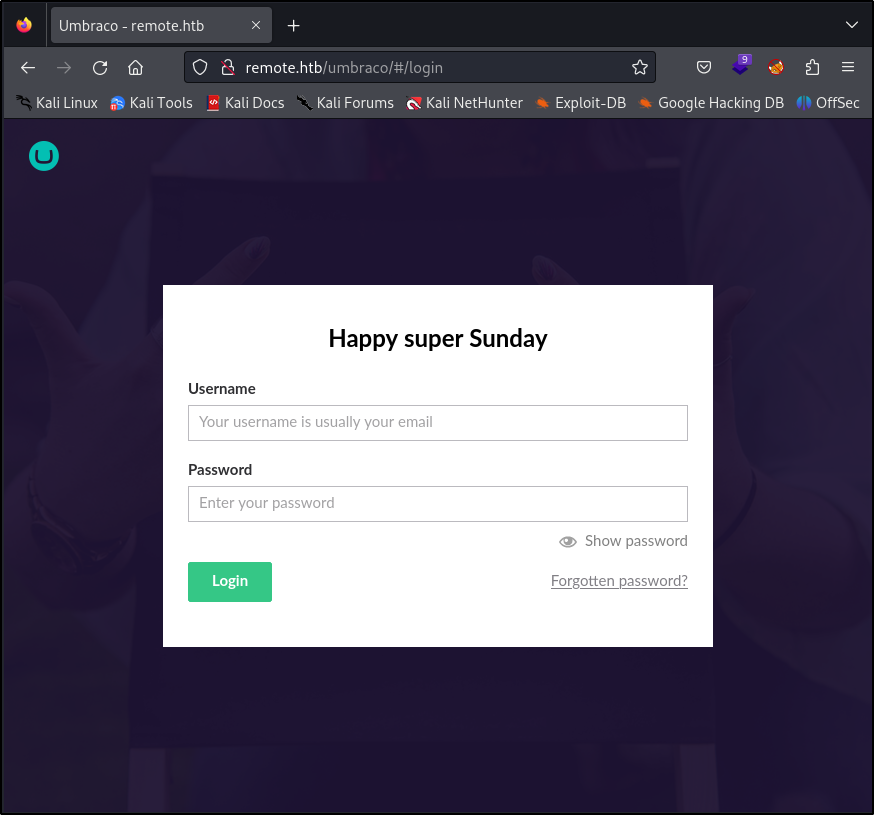 Umbraco - remote.htb
remote.htb/umbraco/#/login
9
Kali Linux Kali Tools Kali Docs Kali Forums Kali NetHunter Exploit-DB Google Hacking DB OffSec
Happy super Sunday
Username
Your username is usually your email
Password
Enter your password
Show password
Login Forgotten password?